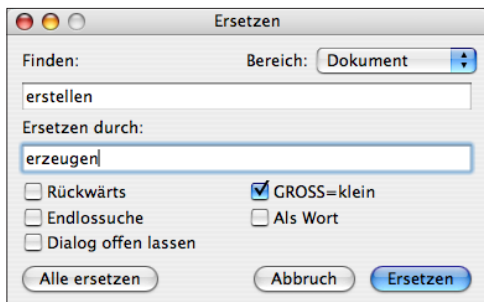 Ersetzen
Finden: Bereich: Dokument
erstellen
Ersetzen durch:
erzeugen
Rückwärts GROSS=klein
Endlossuche Als Wort
Dialog offen lassen
Alle ersetzen Abbruch Ersetzen